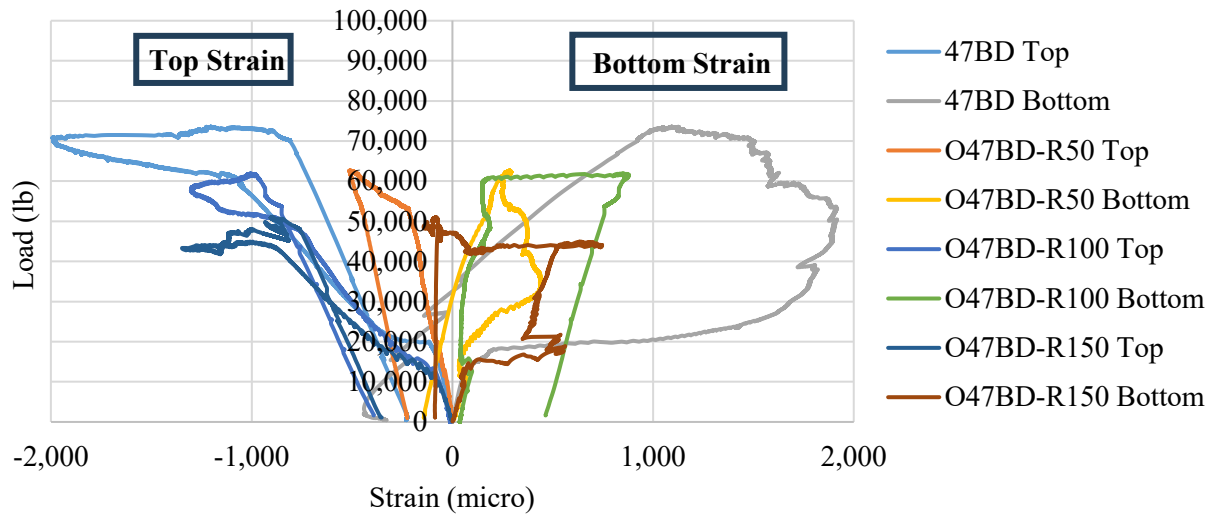 100,000
90,000
80,000
70,000
60,000
50,000
40,000
30,000
20,000
10,000
0
Load (lb)
-2,000 -1,000 0 1,000 2,000
Strain (micro)
Top Strain
Bottom Strain
47BD Top
47BD Bottom
O47BD-R50 Top
O47BD-R50 Bottom
O47BD-R100 Top
O47BD-R100 Bottom
O47BD-R150 Top
O47BD-R150 Bottom